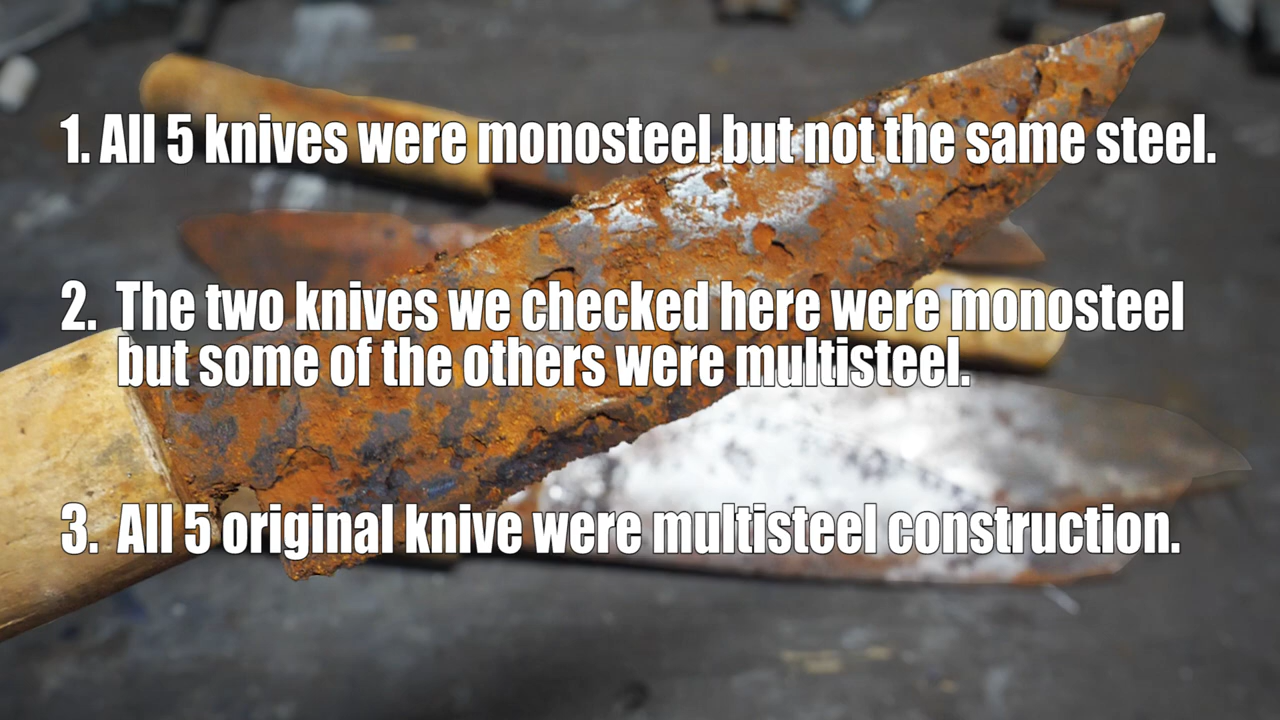 1. All 5 knives were monosteel but not the same steel.
2. The two knives we checked here were monosteel
but some of the others were multisteel.
3. All 5 original knive were multisteel construction.